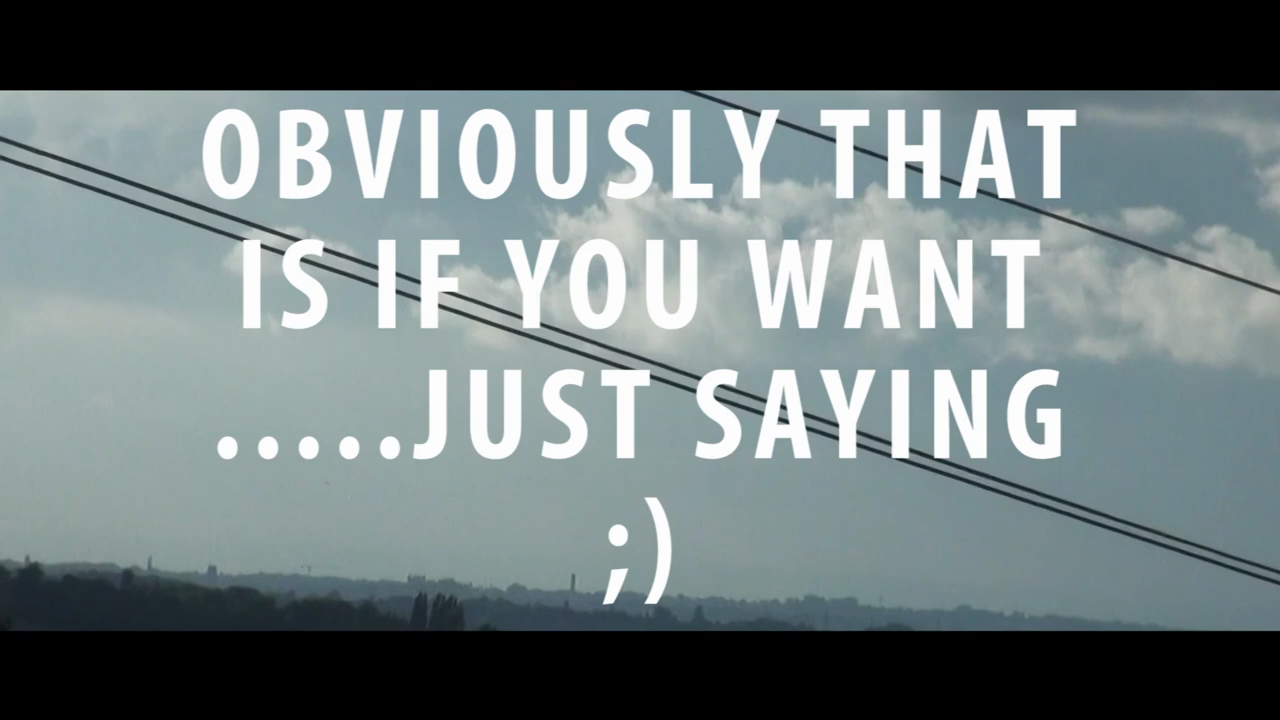 OBVIOUSLY THAT
IS IF YOU WANT
.....JUST SAYING
;)